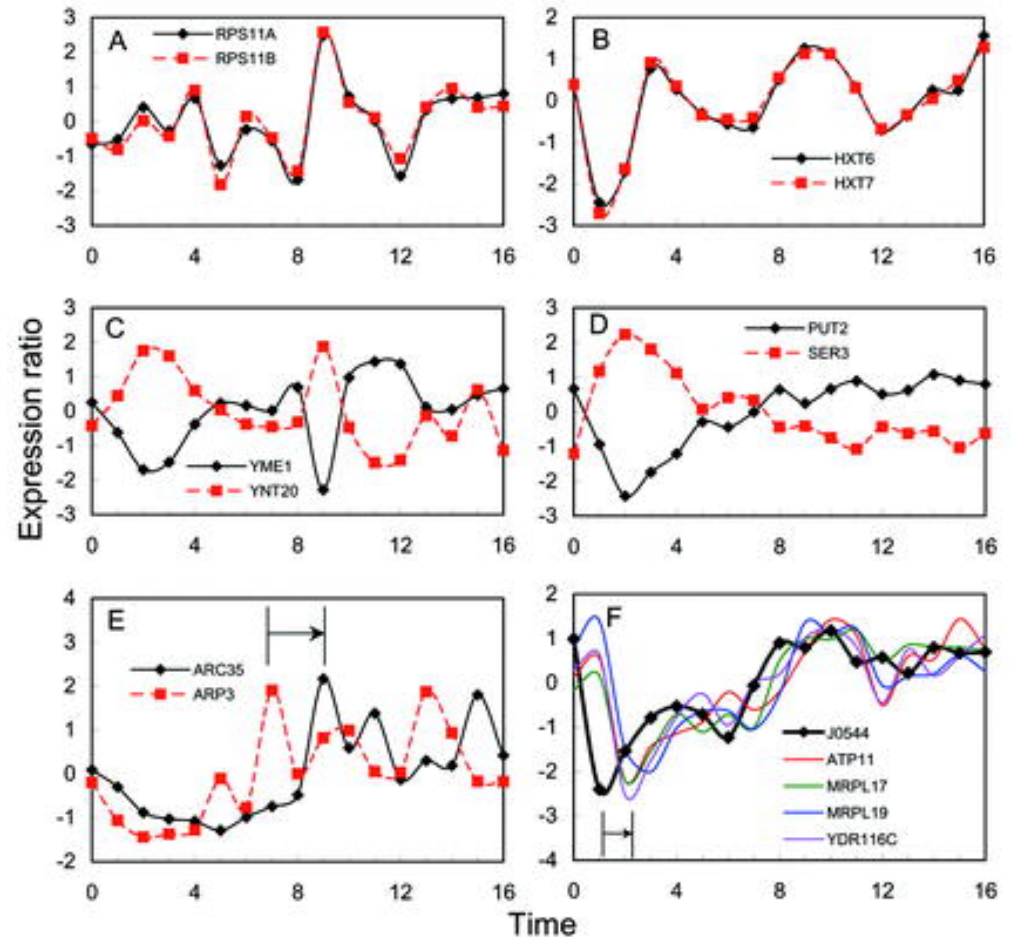 A
RPS11A
RPS11B
3
2
1
0
-1
-2
-3
0 4 8 12 16
B
HXT6
HXT7
2
1
0
-1
-2
-3
0 4 8 12 16
C
YME1
YNT20
3
2
1
0
-1
-2
-3
0 4 8 12 16
D
PUT2
SER3
3
2
1
0
-1
-2
-3
0 4 8 12 16
Expression ratio
E
ARC35
ARP3
4
3
2
1
0
-1
-2
0 4 8 12 16
F
J0544
ATP11
MRPL17
MRPL19
YDR116C
2
1
0
-1
-2
-3
-4
0 4 8 12 16
Time